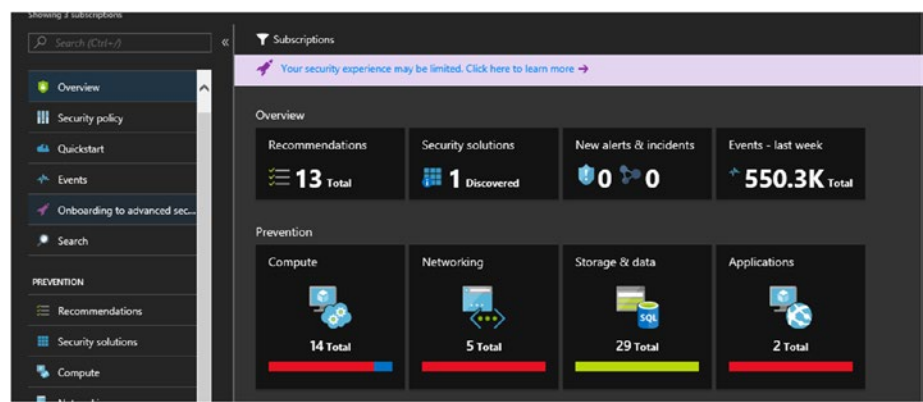 Showing 3 subscriptions
Search (Ctrl+/)
«
Overview
Security policy
Quickstart
Events
Onboarding to advanced sec...
Search
PREVENTION
Recommendations
Security solutions
Compute
Subscriptions
Your security experience may be limited. Click here to learn more →
Overview
Recommendations
13 Total
Security solutions
1 Discovered
New alerts & incidents
0 0
Events - last week
550.3K Total
Prevention
Compute
14 Total
Networking
5 Total
Storage & data
SQL
29 Total
Applications
2 Total